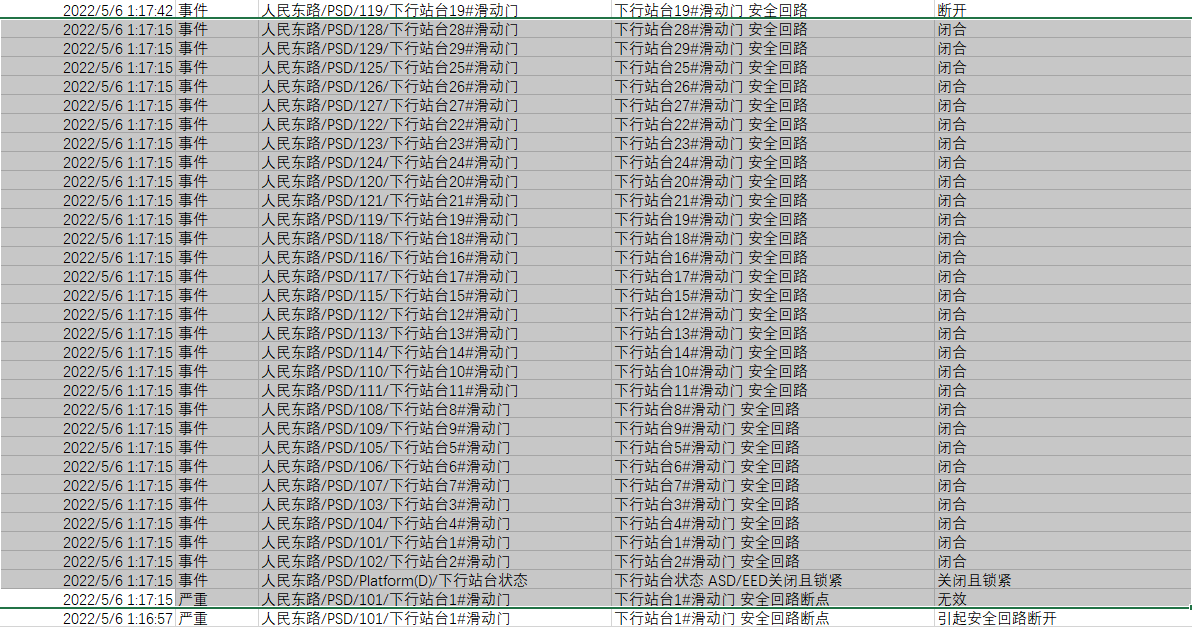 2022/5/6 1:17:42 事件 人民东路/PSD/119/下行站台19#滑动门 下行站台19#滑动门 安全回路 断开
2022/5/6 1:17:15 事件 人民东路/PSD/128/下行站台28#滑动门 下行站台28#滑动门 安全回路 闭合
2022/5/6 1:17:15 事件 人民东路/PSD/129/下行站台29#滑动门 下行站台29#滑动门 安全回路 闭合
2022/5/6 1:17:15 事件 人民东路/PSD/125/下行站台25#滑动门 下行站台25#滑动门 安全回路 闭合
2022/5/6 1:17:15 事件 人民东路/PSD/126/下行站台26#滑动门 下行站台26#滑动门 安全回路 闭合
2022/5/6 1:17:15 事件 人民东路/PSD/127/下行站台27#滑动门 下行站台27#滑动门 安全回路 闭合
2022/5/6 1:17:15 事件 人民东路/PSD/122/下行站台22#滑动门 下行站台22#滑动门 安全回路 闭合
2022/5/6 1:17:15 事件 人民东路/PSD/123/下行站台23#滑动门 下行站台23#滑动门 安全回路 闭合
2022/5/6 1:17:15 事件 人民东路/PSD/124/下行站台24#滑动门 下行站台24#滑动门 安全回路 闭合
2022/5/6 1:17:15 事件 人民东路/PSD/120/下行站台20#滑动门 下行站台20#滑动门 安全回路 闭合
2022/5/6 1:17:15 事件 人民东路/PSD/121/下行站台21#滑动门 下行站台21#滑动门 安全回路 闭合
2022/5/6 1:17:15 事件 人民东路/PSD/119/下行站台19#滑动门 下行站台19#滑动门 安全回路 闭合
2022/5/6 1:17:15 事件 人民东路/PSD/118/下行站台18#滑动门 下行站台18#滑动门 安全回路 闭合
2022/5/6 1:17:15 事件 人民东路/PSD/116/下行站台16#滑动门 下行站台16#滑动门 安全回路 闭合
2022/5/6 1:17:15 事件 人民东路/PSD/117/下行站台17#滑动门 下行站台17#滑动门 安全回路 闭合
2022/5/6 1:17:15 事件 人民东路/PSD/115/下行站台15#滑动门 下行站台15#滑动门 安全回路 闭合
2022/5/6 1:17:15 事件 人民东路/PSD/112/下行站台12#滑动门 下行站台12#滑动门 安全回路 闭合
2022/5/6 1:17:15 事件 人民东路/PSD/113/下行站台13#滑动门 下行站台13#滑动门 安全回路 闭合
2022/5/6 1:17:15 事件 人民东路/PSD/114/下行站台14#滑动门 下行站台14#滑动门 安全回路 闭合
2022/5/6 1:17:15 事件 人民东路/PSD/110/下行站台10#滑动门 下行站台10#滑动门 安全回路 闭合
2022/5/6 1:17:15 事件 人民东路/PSD/111/下行站台11#滑动门 下行站台11#滑动门 安全回路 闭合
2022/5/6 1:17:15 事件 人民东路/PSD/108/下行站台8#滑动门 下行站台8#滑动门 安全回路 闭合
2022/5/6 1:17:15 事件 人民东路/PSD/109/下行站台9#滑动门 下行站台9#滑动门 安全回路 闭合
2022/5/6 1:17:15 事件 人民东路/PSD/105/下行站台5#滑动门 下行站台5#滑动门 安全回路 闭合
2022/5/6 1:17:15 事件 人民东路/PSD/106/下行站台6#滑动门 下行站台6#滑动门 安全回路 闭合
2022/5/6 1:17:15 事件 人民东路/PSD/107/下行站台7#滑动门 下行站台7#滑动门 安全回路 闭合
2022/5/6 1:17:15 事件 人民东路/PSD/103/下行站台3#滑动门 下行站台3#滑动门 安全回路 闭合
2022/5/6 1:17:15 事件 人民东路/PSD/104/下行站台4#滑动门 下行站台4#滑动门 安全回路 闭合
2022/5/6 1:17:15 事件 人民东路/PSD/101/下行站台1#滑动门 下行站台1#滑动门 安全回路 闭合
2022/5/6 1:17:15 事件 人民东路/PSD/102/下行站台2#滑动门 下行站台2#滑动门 安全回路 闭合
2022/5/6 1:17:15 事件 人民东路/PSD/Platform(D)/下行站台状态 下行站台状态 ASD/EED关闭且锁紧 关闭且锁紧
2022/5/6 1:17:15 严重 人民东路/PSD/101/下行站台1#滑动门 下行站台1#滑动门 安全回路断点 无效
2022/5/6 1:16:57 严重 人民东路/PSD/101/下行站台1#滑动门 下行站台1#滑动门 安全回路断点 引起安全回路断开